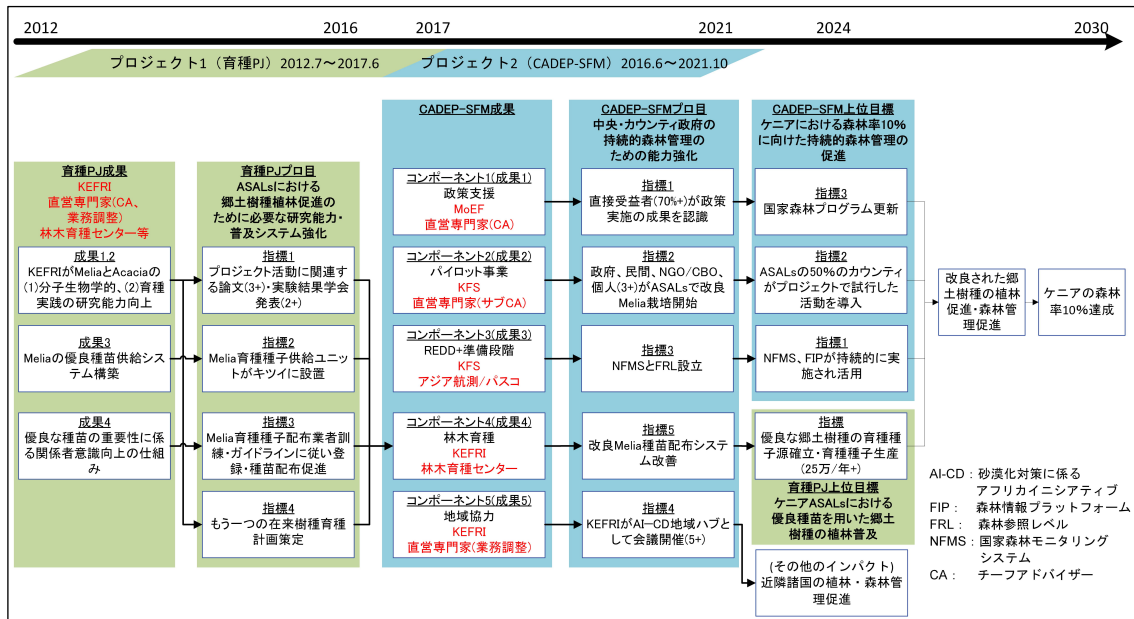 2012
2016
2017
2021
2024
2030
プロジェクト1（育種PJ）2012.7～2017.6
プロジェクト2（CADEP-SFM）2016.6～2021.10
育種PJ成果
KEFRI
直営専門家(CA、
業務調整)
林木育種センター等
成果1,2
KEFRIがMeliaとAcaciaの
(1)分子生物学的、(2)育種
実践の研究能力向上
成果3
Meliaの優良種苗供給シス
テム構築
成果4
優良な種苗の重要性に係
る関係者意識向上の仕組
み
育種PJプロ目
ASALsにおける
郷土樹種植林促進の
ために必要な研究能力・
普及システム強化
指標1
プロジェクト活動に関連す
る論文(3+)・実験結果学会
発表(2+)
指標2
Melia育種種子供給ユニッ
トがキツイに設置
指標3
Melia育種種子配布業者訓
練・ガイドラインに従い登
録・種苗配布促進
指標4
もう一つの在来樹種育種
計画策定
CADEP-SFM成果
コンポーネント1(成果1)
政策支援
MoEF
直営専門家(CA)
コンポーネント2(成果2)
パイロット事業
KFS
直営専門家(サブCA)
コンポーネント3(成果3)
REDD+準備段階
KFS
アジア航測/パスコ
コンポーネント4(成果4)
林木育種
KEFRI
林木育種センター
コンポーネント5(成果5)
地域協力
KEFRI
直営専門家(業務調整)
CADEP-SFMプロ目
中央・カウンティ政府の
持続的森林管理の
ための能力強化
指標1
直接受益者(70%+)が政策
実施の成果を認識
指標2
政府、民間、NGO/CBO、
個人(3+)がASALsで改良
Melia栽培開始
指標3
NFMSとFRL設立
指標5
改良Melia種苗配布システ
ム改善
指標4
KEFRIがAI-CD地域ハブと
して会議開催(5+)
CADEP-SFM上位目標
ケニアにおける森林率10%
に向けた持続的森林管理の
促進
指標3
国家森林プログラム更新
指標2
ASALsの50%のカウンティ
がプロジェクトで試行した
活動を導入
指標1
NFMS、FIPが持続的に実
施され活用
指標
優良な郷土樹種の育種種
子源確立・育種種子生産
(25万/年+)
育種PJ上位目標
ケニアASALsにおける
優良種苗を用いた郷土
樹種の植林普及
(その他のインパクト)
近隣諸国の植林・森林管
理促進
改良された郷
土樹種の植林
促進・森林管
理促進
ケニアの森林
率10%達成
AI-CD：砂漠化対策に係る
アフリカイニシアティブ
FIP： 森林情報プラットフォーム
FRL： 森林参照レベル
NFMS：国家森林モニタリング
システム
CA： チーフアドバイザー